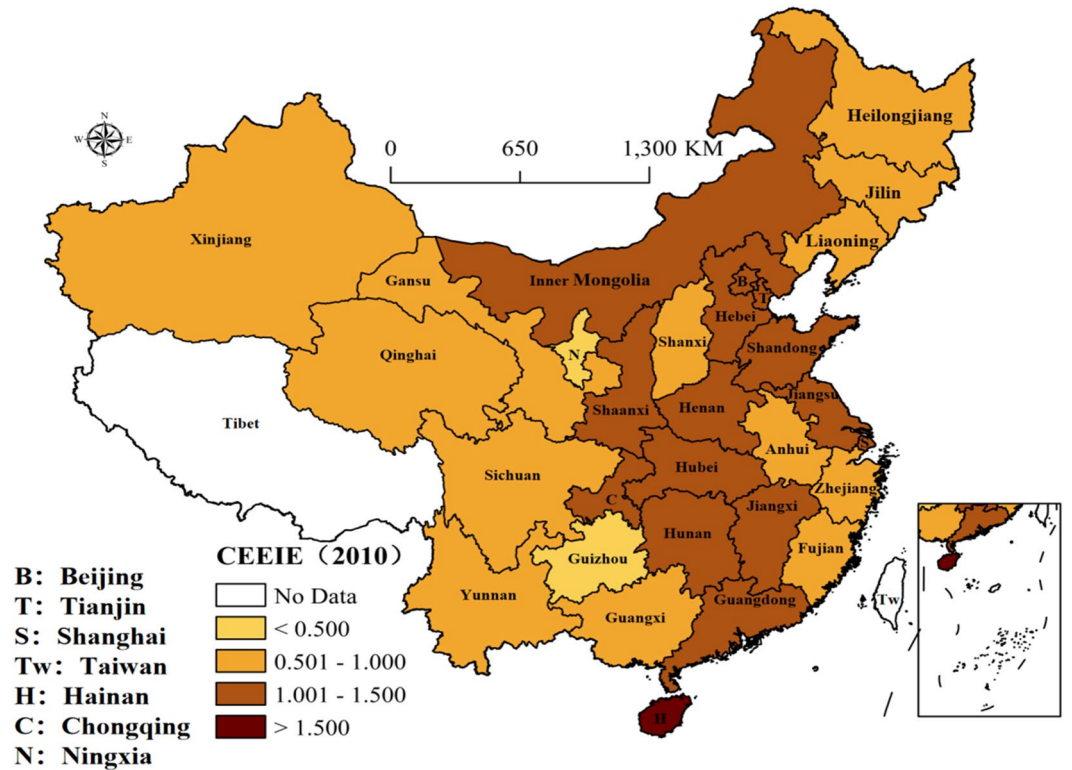 N
W E
S
0 650 1,300 KM
Heilongjiang
Jilin
Liaoning
Xinjiang
Gansu
Inner Mongolia
B
T
Hebei
Shanxi
Shandong
Qinghai
N
Jiangsu
Shaanxi
Henan
Tibet
S
Anhui
Sichuan
Hubei
Zhejiang
C
Jiangxi
Hunan
Fujian
Guizhou
Yunnan
Guangdong
Tw
Guangxi
H
CEEIE（2010）
No Data
< 0.500
0.501 - 1.000
1.001 - 1.500
> 1.500
B： Beijing
T： Tianjin
S： Shanghai
Tw： Taiwan
H： Hainan
C： Chongqing
N： Ningxia